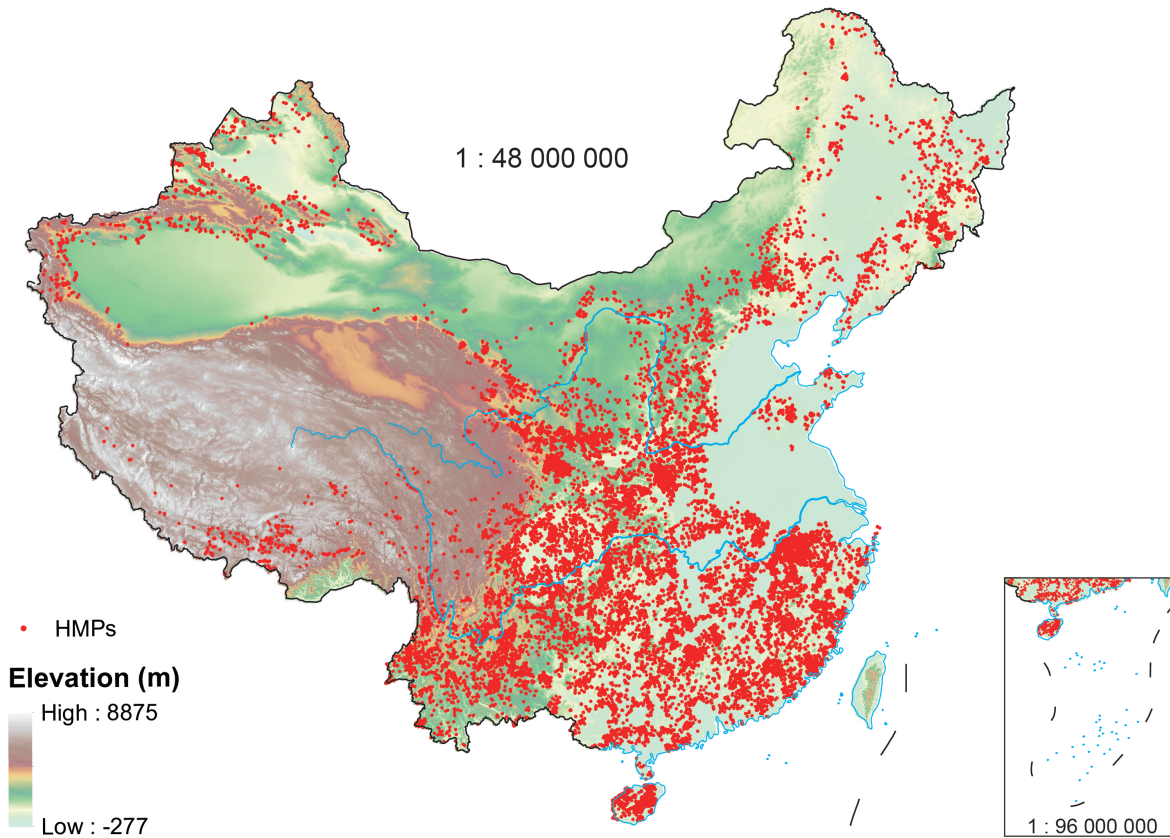 1 : 48 000 000
HMPs
Elevation (m)
High : 8875
Low : -277
1 : 96 000 000